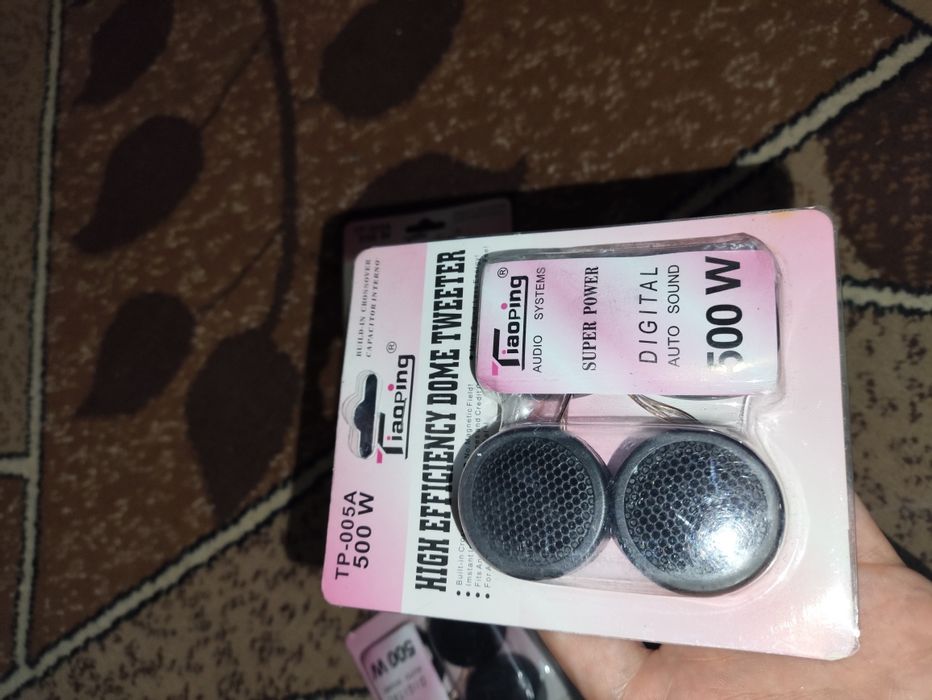 TP-005A
500 W
Tiaoping®
BUILD-IN CROSSOVER
CAPACITOR INTERNO
HIGH EFFICIENCY DOME TWEETER
Tiaoping®
AUDIO SYSTEMS
SUPER POWER
DIGITAL
AUTO SOUND
500 W
500 W